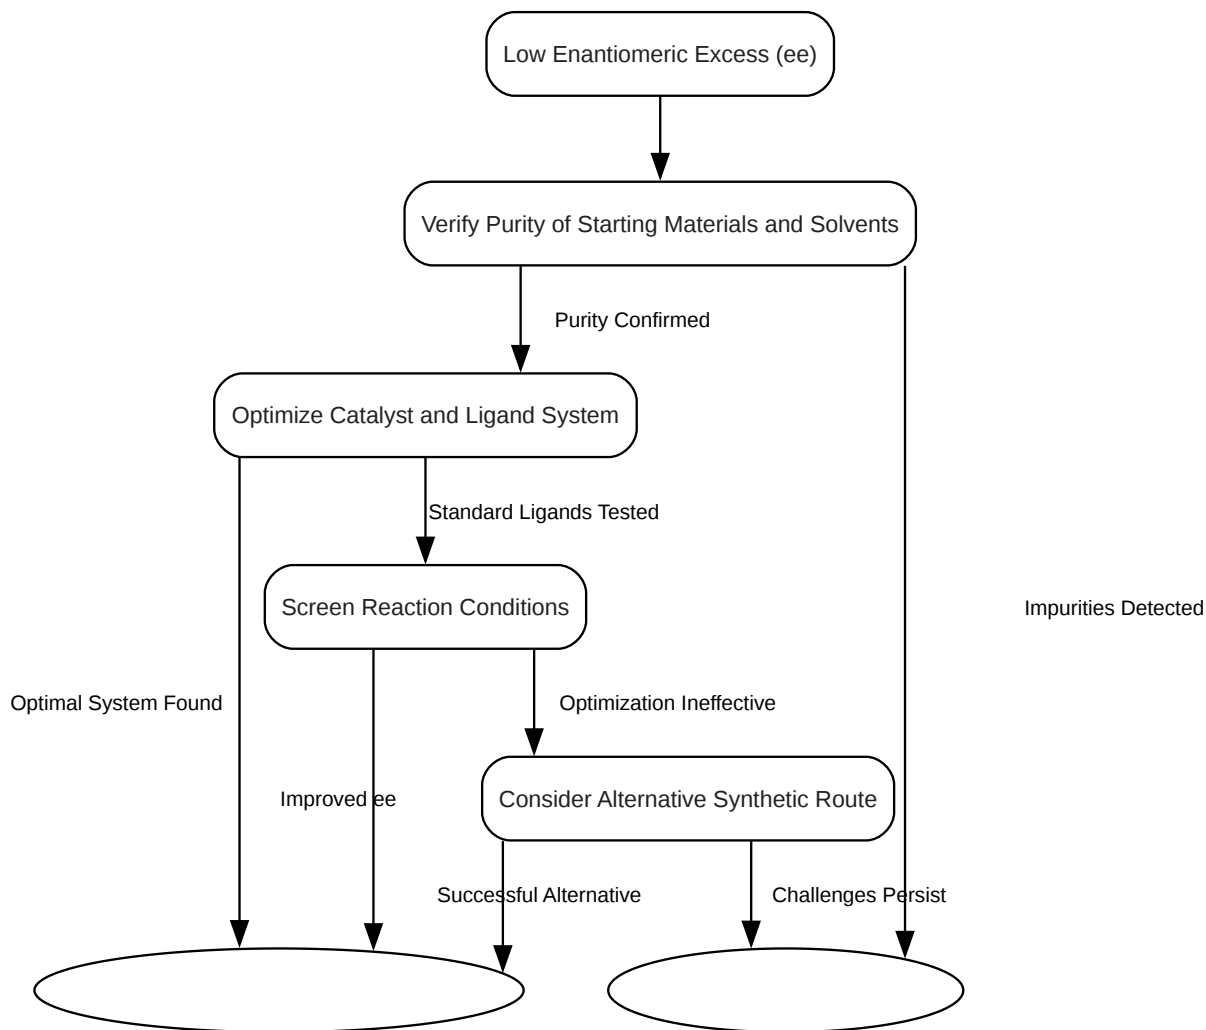 Low Enantiomeric Excess (ee)
Verify Purity of Starting Materials and Solvents
Purity Confirmed
Optimize Catalyst and Ligand System
Standard Ligands Tested
Screen Reaction Conditions
Impurities Detected
Optimal System Found
Optimization Ineffective
Improved ee
Consider Alternative Synthetic Route
Successful Alternative
Challenges Persist